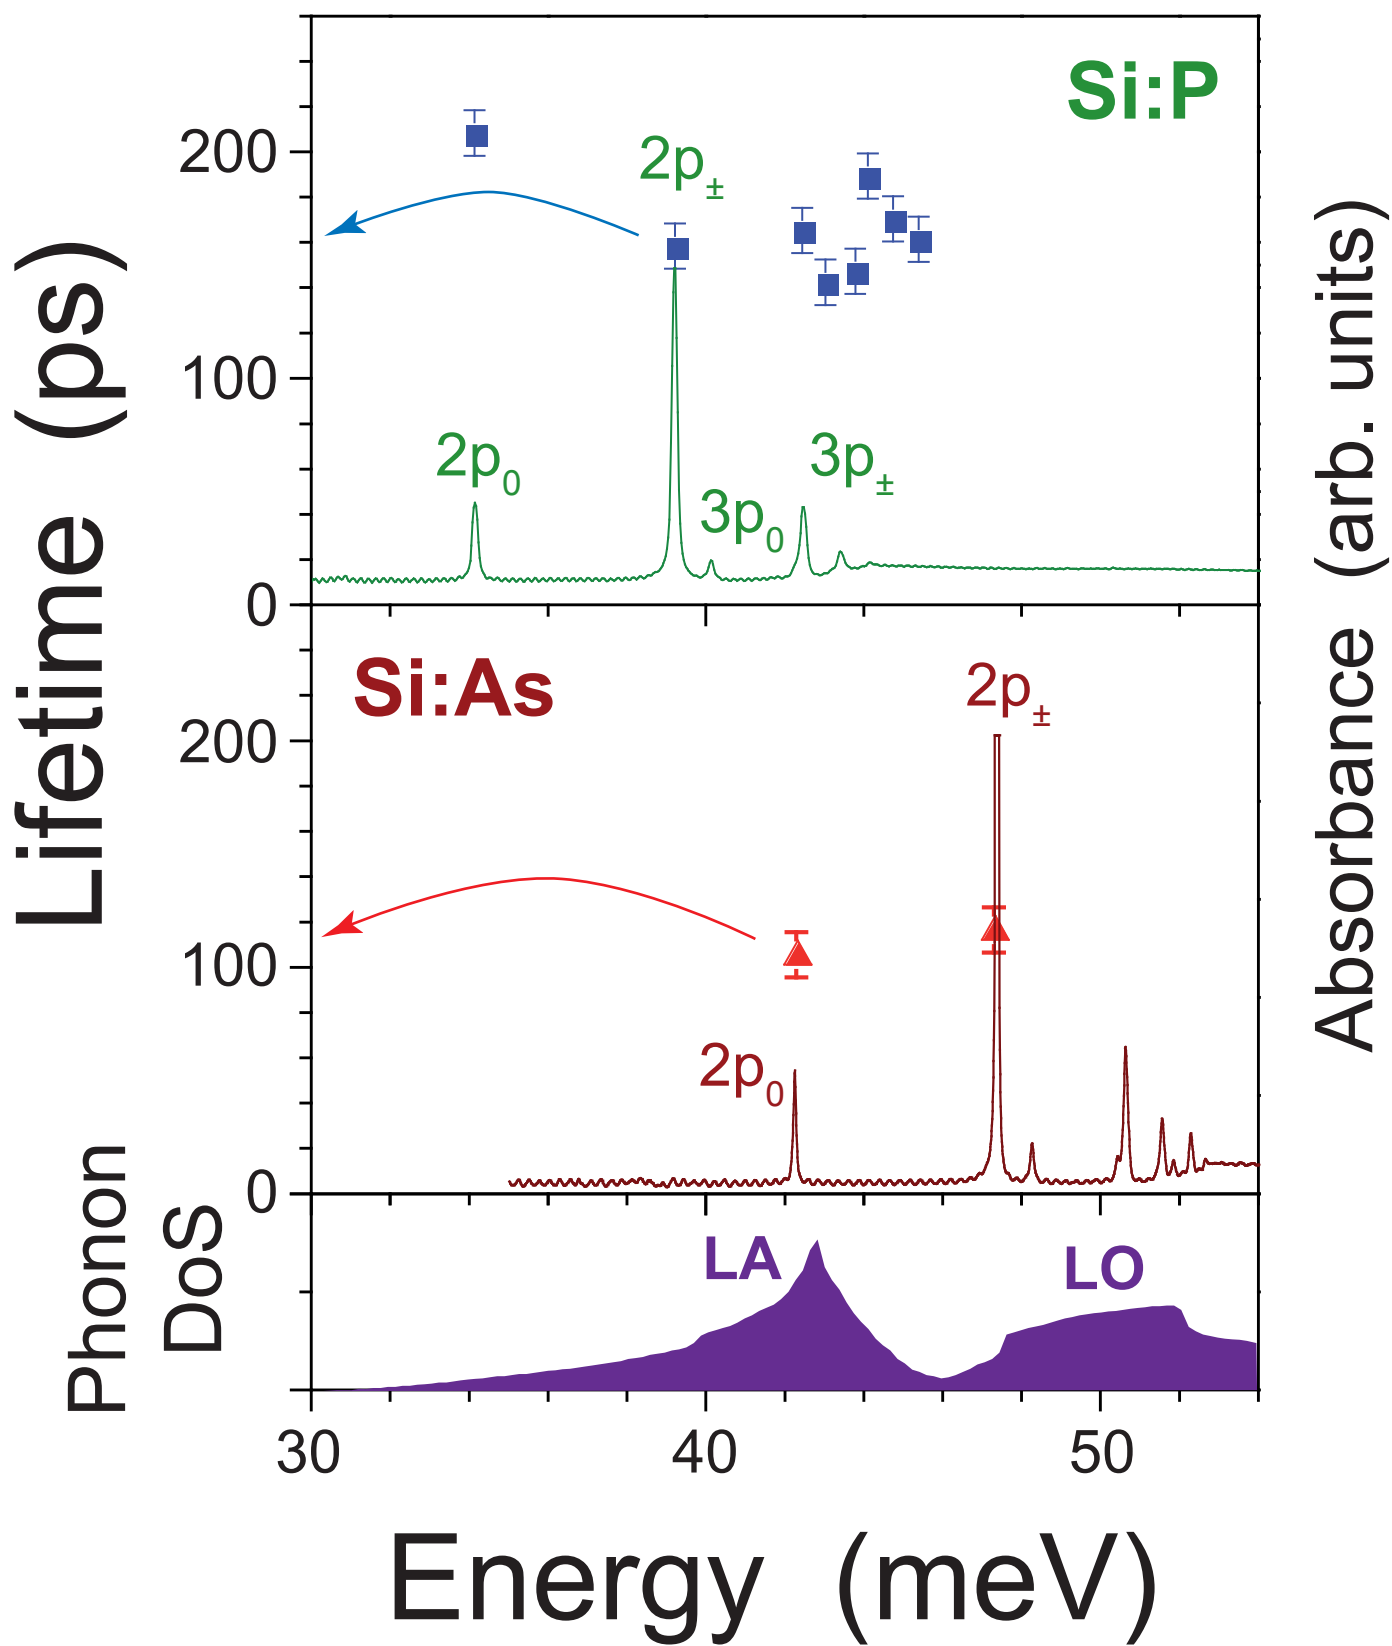 Si:P
200
2p±
100
2p0
3p±
3p0
0
Si:As
2p±
200
100
2p0
0
LA
LO
30
40
50
Energy (meV)
Lifetime (ps)
Phonon
DoS
Absorbance (arb. units)